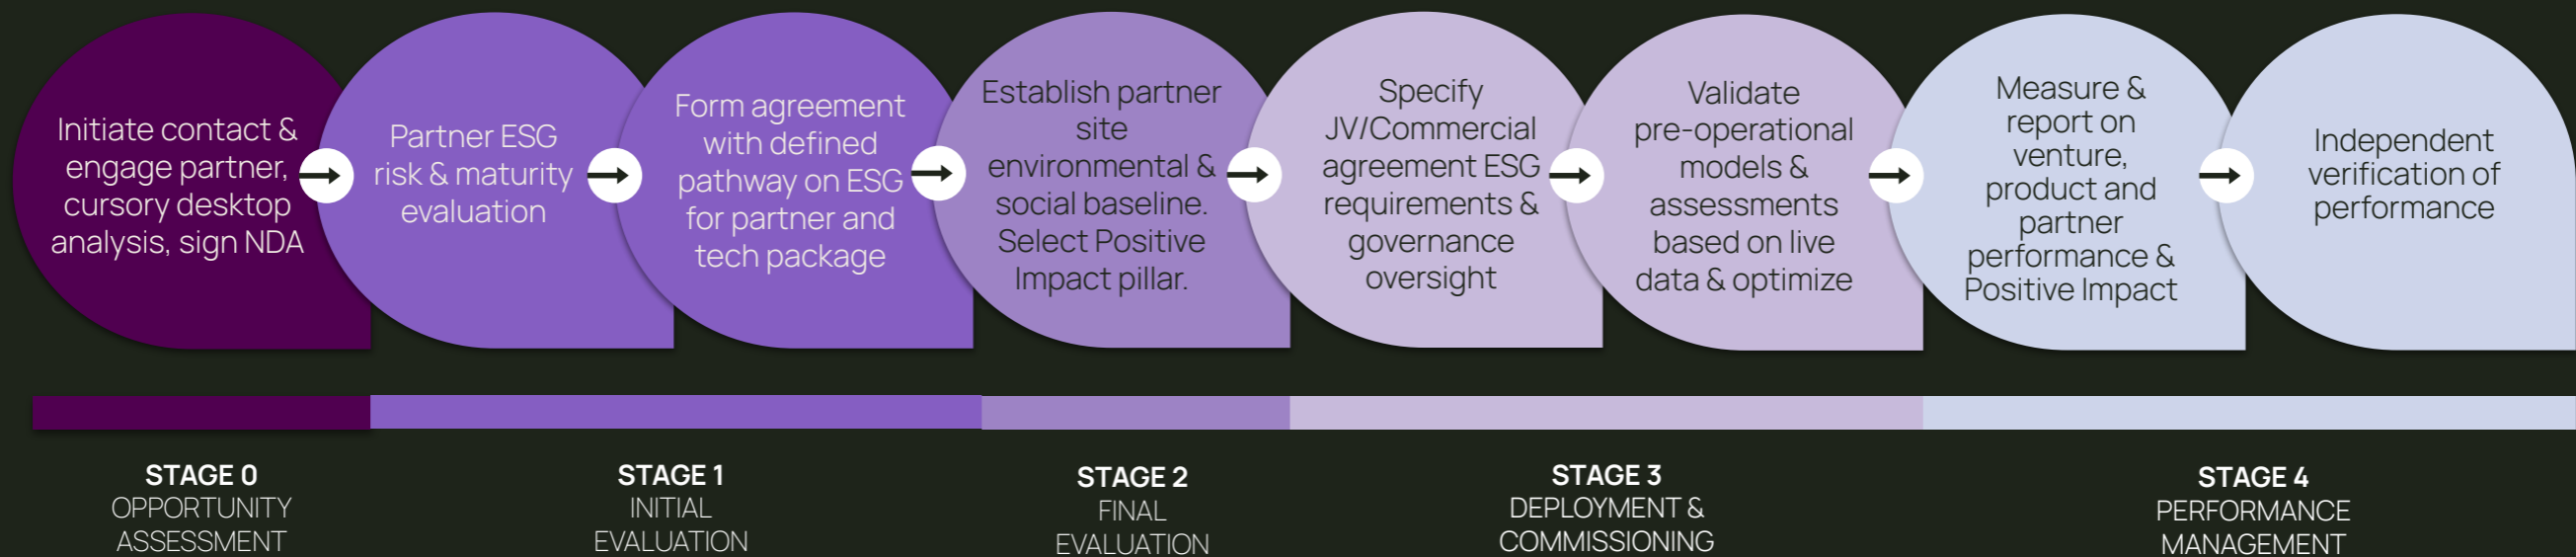 Initiate contact &
engage partner,
cursory desktop
analysis, sign NDA
Partner ESG
risk & maturity
evaluation
Form agreement
with defined
pathway on ESG
for partner and
tech package
Establish partner
site
environmental &
social baseline.
Select Positive
Impact pillar.
Specify
JV/Commercial
agreement ESG
requirements &
governance
oversight
Validate
pre-operational
models &
assessments
based on live
data & optimize
Measure &
report on
venture,
product and
partner
performance &
Positive Impact
Independent
verification of
performance
STAGE 0
OPPORTUNITY
ASSESSMENT
STAGE 1
INITIAL
EVALUATION
STAGE 2
FINAL
EVALUATION
STAGE 3
DEPLOYMENT &
COMMISSIONING
STAGE 4
PERFORMANCE
MANAGEMENT